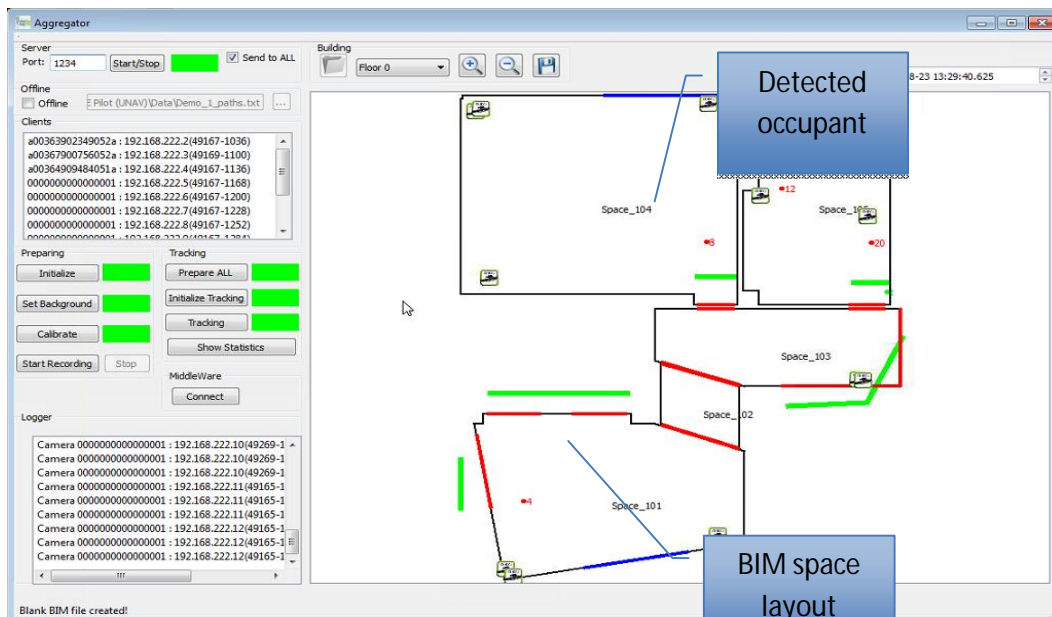 Aggregator
Server
Port: 1234 Start/Stop Send to ALL
Offline
Offline E Pilot (UNAV)\Data\Demo_1_paths.txt ...
Clients
a00363902349052a : 192.168.222.2(49167-1036)
a00367900756052a : 192.168.222.3(49169-1100)
a00364909484051a : 192.168.222.4(49167-1136)
0000000000000001 : 192.168.222.5(49167-1168)
0000000000000001 : 192.168.222.6(49167-1200)
0000000000000001 : 192.168.222.7(49167-1228)
0000000000000001 : 192.168.222.8(49167-1252)
0000000000000001 : 192.168.222.9(49167-1284)
Preparing
Initialize
Set Background
Calibrate
Start Recording Stop
Tracking
Prepare ALL
Initialize Tracking
Tracking
Show Statistics
MiddleWare
Connect
Logger
Camera 0000000000000001 : 192.168.222.10(49269-1
Camera 0000000000000001 : 192.168.222.10(49269-1
Camera 0000000000000001 : 192.168.222.10(49269-1
Camera 0000000000000001 : 192.168.222.11(49165-1
Camera 0000000000000001 : 192.168.222.11(49165-1
Camera 0000000000000001 : 192.168.222.11(49165-1
Camera 0000000000000001 : 192.168.222.12(49165-1
Camera 0000000000000001 : 192.168.222.12(49165-1
Camera 0000000000000001 : 192.168.222.12(49165-1
Blank BIM file created!
Building
Floor 0
8-23 13:29:40.625
Detected
occupant
12
Space_104
8
20
Space_103
4
Space_101
BIM space
layout